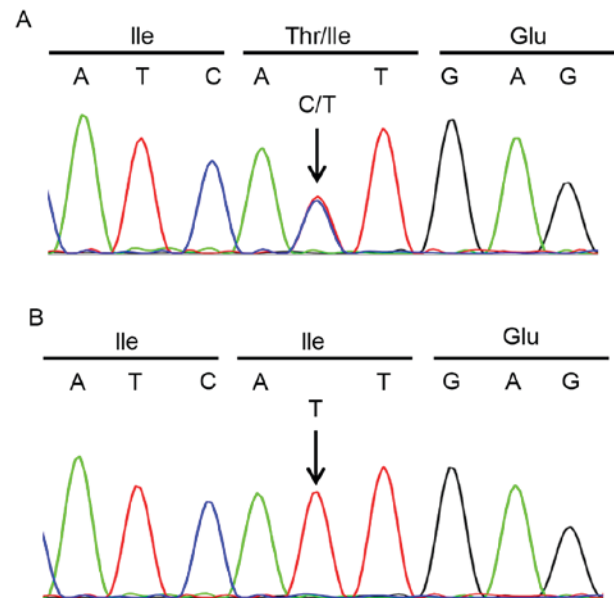 A
Ile Thr/Ile Glu
A T C A T G A G
C/T
B
Ile Ile Glu
A T C A T G A G
T